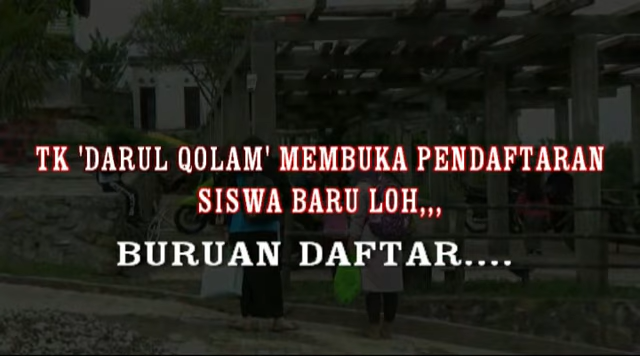 TK 'DARUL QOLAM' MEMBUKA PENDAFTARAN
SISWA BARU LOH,,,
BURUAN DAFTAR....